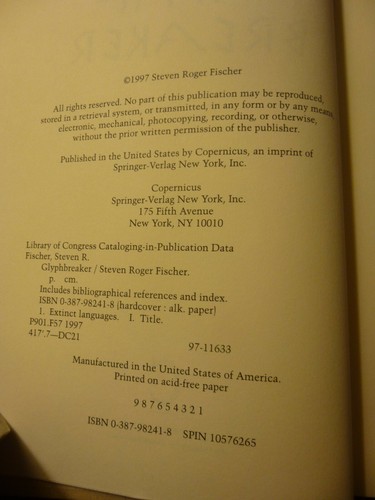 ©1997 Steven Roger Fischer
All rights reserved. No part of this publication may be reproduced,
stored in a retrieval system, or transmitted, in any form or by any means,
electronic, mechanical, photocopying, recording, or otherwise,
without the prior written permission of the publisher.
Published in the United States by Copernicus, an imprint of
Springer-Verlag New York, Inc.
Copernicus
Springer-Verlag New York, Inc.
175 Fifth Avenue
New York, NY 10010
Library of Congress Cataloging-in-Publication Data
Fischer, Steven R.
Glyphbreaker / Steven Roger Fischer.
p. cm.
Includes bibliographical references and index.
ISBN 0-387-98241-8 (hardcover : alk. paper)
1. Extinct languages. I. Title.
P901.F57 1997
417'.7—DC21
97-11633
Manufactured in the United States of America.
Printed on acid-free paper
9 8 7 6 5 4 3 2 1
ISBN 0-387-98241-8 SPIN 10576265